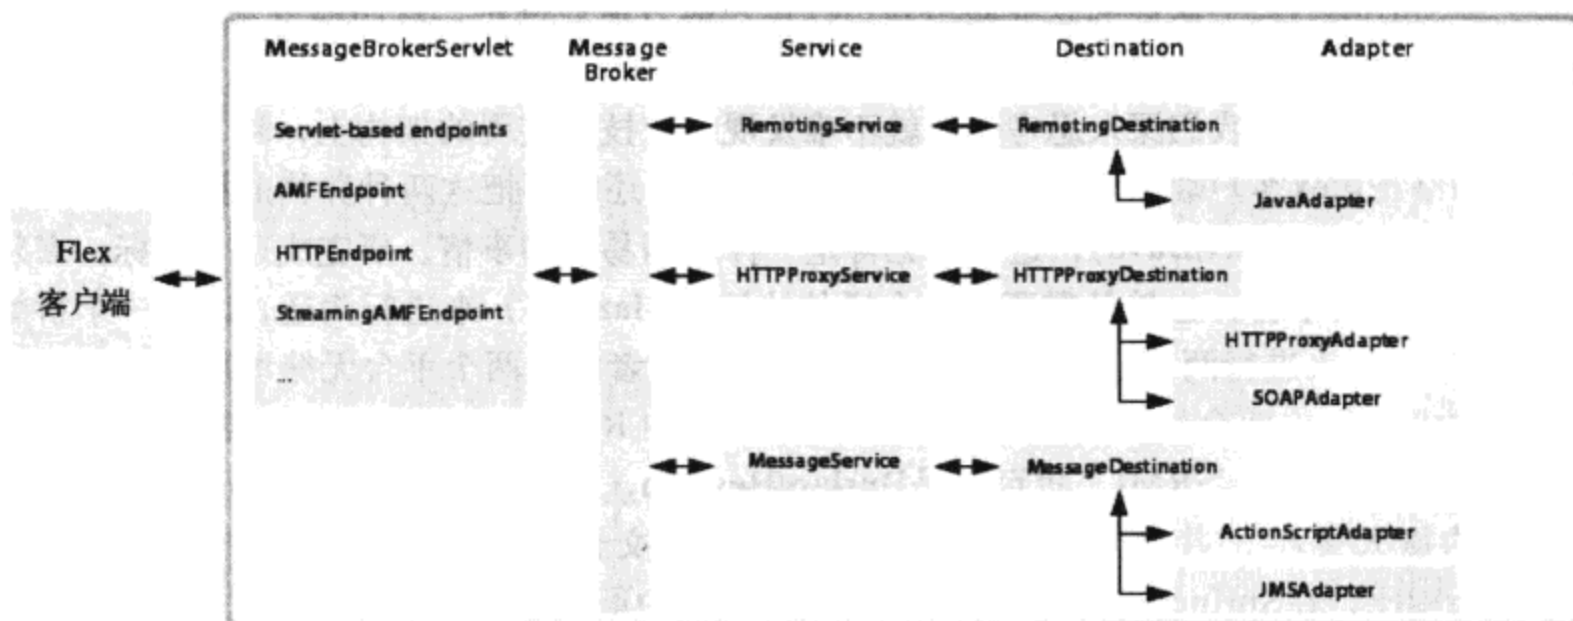 MessageBrokerServlet
Message
Broker
Service
Destination
Adapter
Servlet-based endpoints
AMFEndpoint
HTTPEndpoint
StreamingAMFEndpoint
...
Flex
客户端
RemotingService
RemotingDestination
JavaAdapter
HTTPProxyService
HTTPProxyDestination
HTTPProxyAdapter
SOAPAdapter
MessageService
MessageDestination
ActionScriptAdapter
JMSAdapter